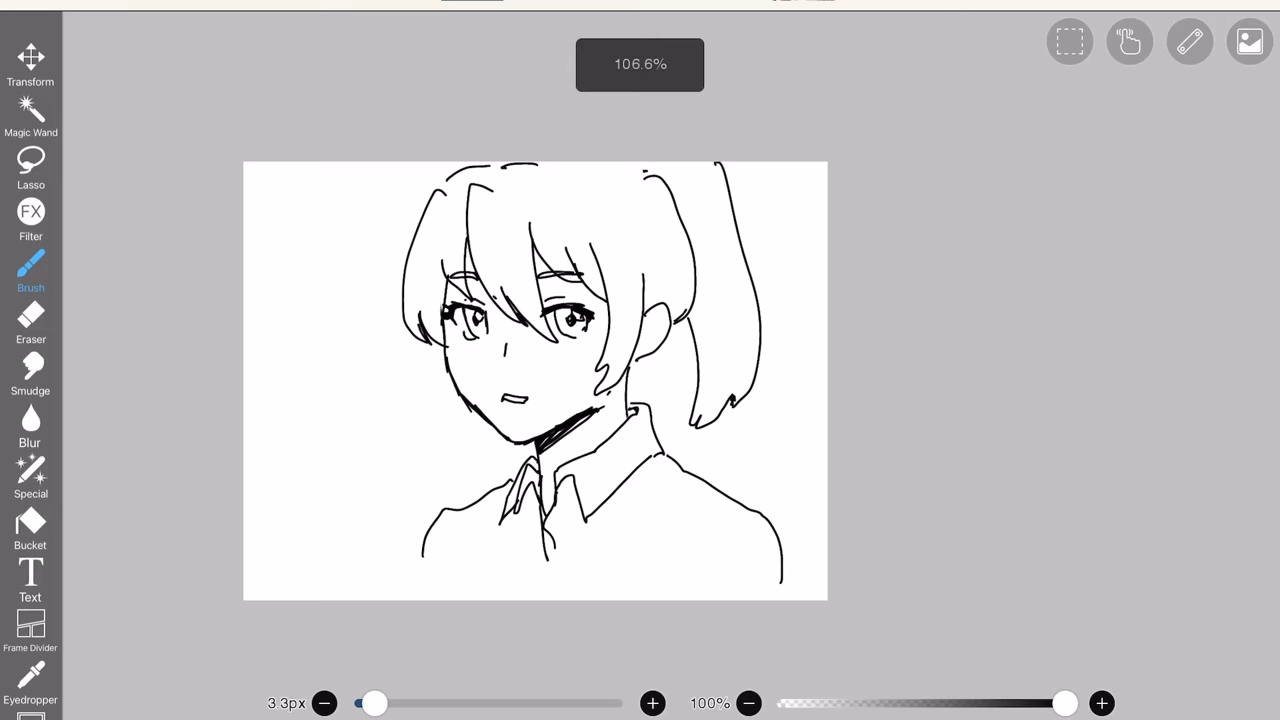 106.6%
Transform
Magic Wand
Lasso
FX
Filter
Brush
Eraser
Smudge
Blur
Special
Bucket
T
Text
Frame Divider
Eyedropper
3.3px
100%